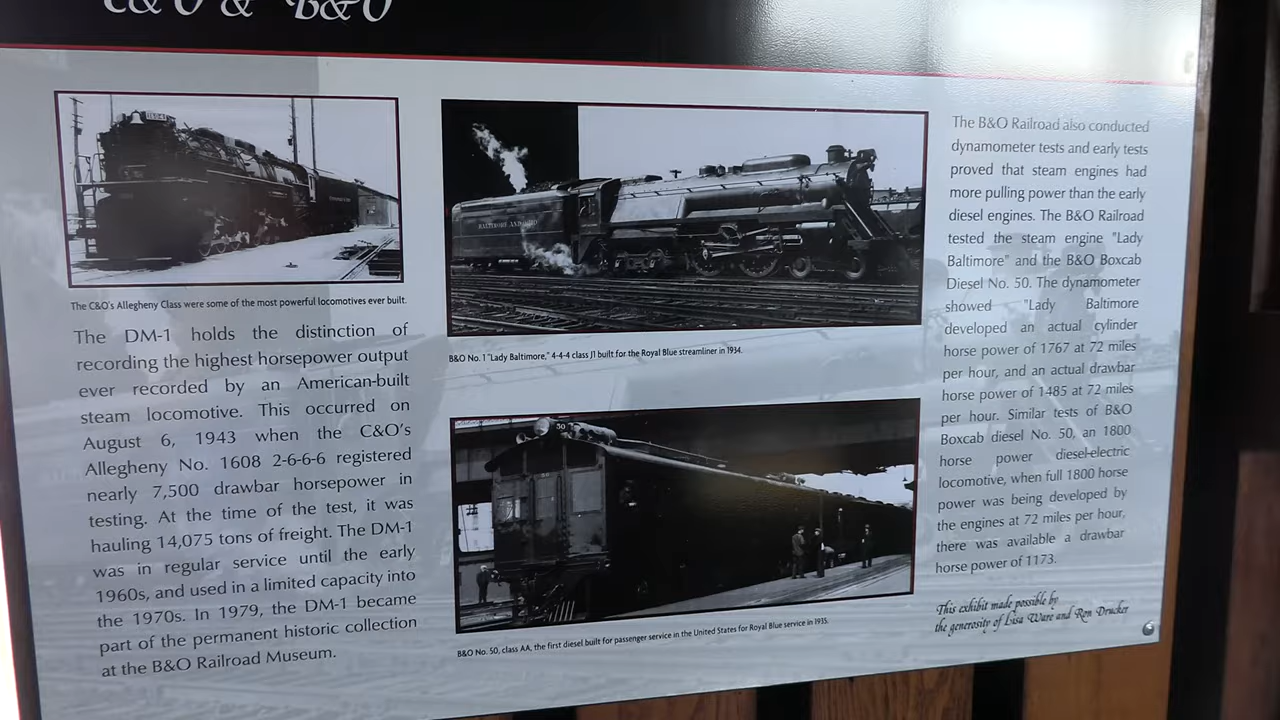 C&O & B&O
The C&O's Allegheny Class were some of the most powerful locomotives ever built.
The DM-1 holds the distinction of
recording the highest horsepower output
ever recorded by an American-built
steam locomotive. This occurred on
August 6, 1943 when the C&O's
Allegheny No. 1608 2-6-6-6 registered
nearly 7,500 drawbar horsepower in
testing. At the time of the test, it was
hauling 14,075 tons of freight. The DM-1
was in regular service until the early
1960s, and used in a limited capacity into
the 1970s. In 1979, the DM-1 became
part of the permanent historic collection
at the B&O Railroad Museum.
BALTIMORE AND OHIO
B&O No. 1 "Lady Baltimore," 4-4-4 class J1 built for the Royal Blue streamliner in 1934.
50
B&O No. 50, class AA, the first diesel built for passenger service in the United States for Royal Blue service in 1935.
The B&O Railroad also conducted
dynamometer tests and early tests
proved that steam engines had
more pulling power than the early
diesel engines. The B&O Railroad
tested the steam engine "Lady
Baltimore" and the B&O Boxcab
Diesel No. 50. The dynamometer
showed "Lady Baltimore
developed an actual cylinder
horse power of 1767 at 72 miles
per hour, and an actual drawbar
horse power of 1485 at 72 miles
per hour. Similar tests of B&O
Boxcab diesel No. 50, an 1800
horse power diesel-electric
locomotive, when full 1800 horse
power was being developed by
the engines at 72 miles per hour,
there was available a drawbar
horse power of 1173.
This exhibit made possible by
the generosity of Lisa Ware and Ron Drucker